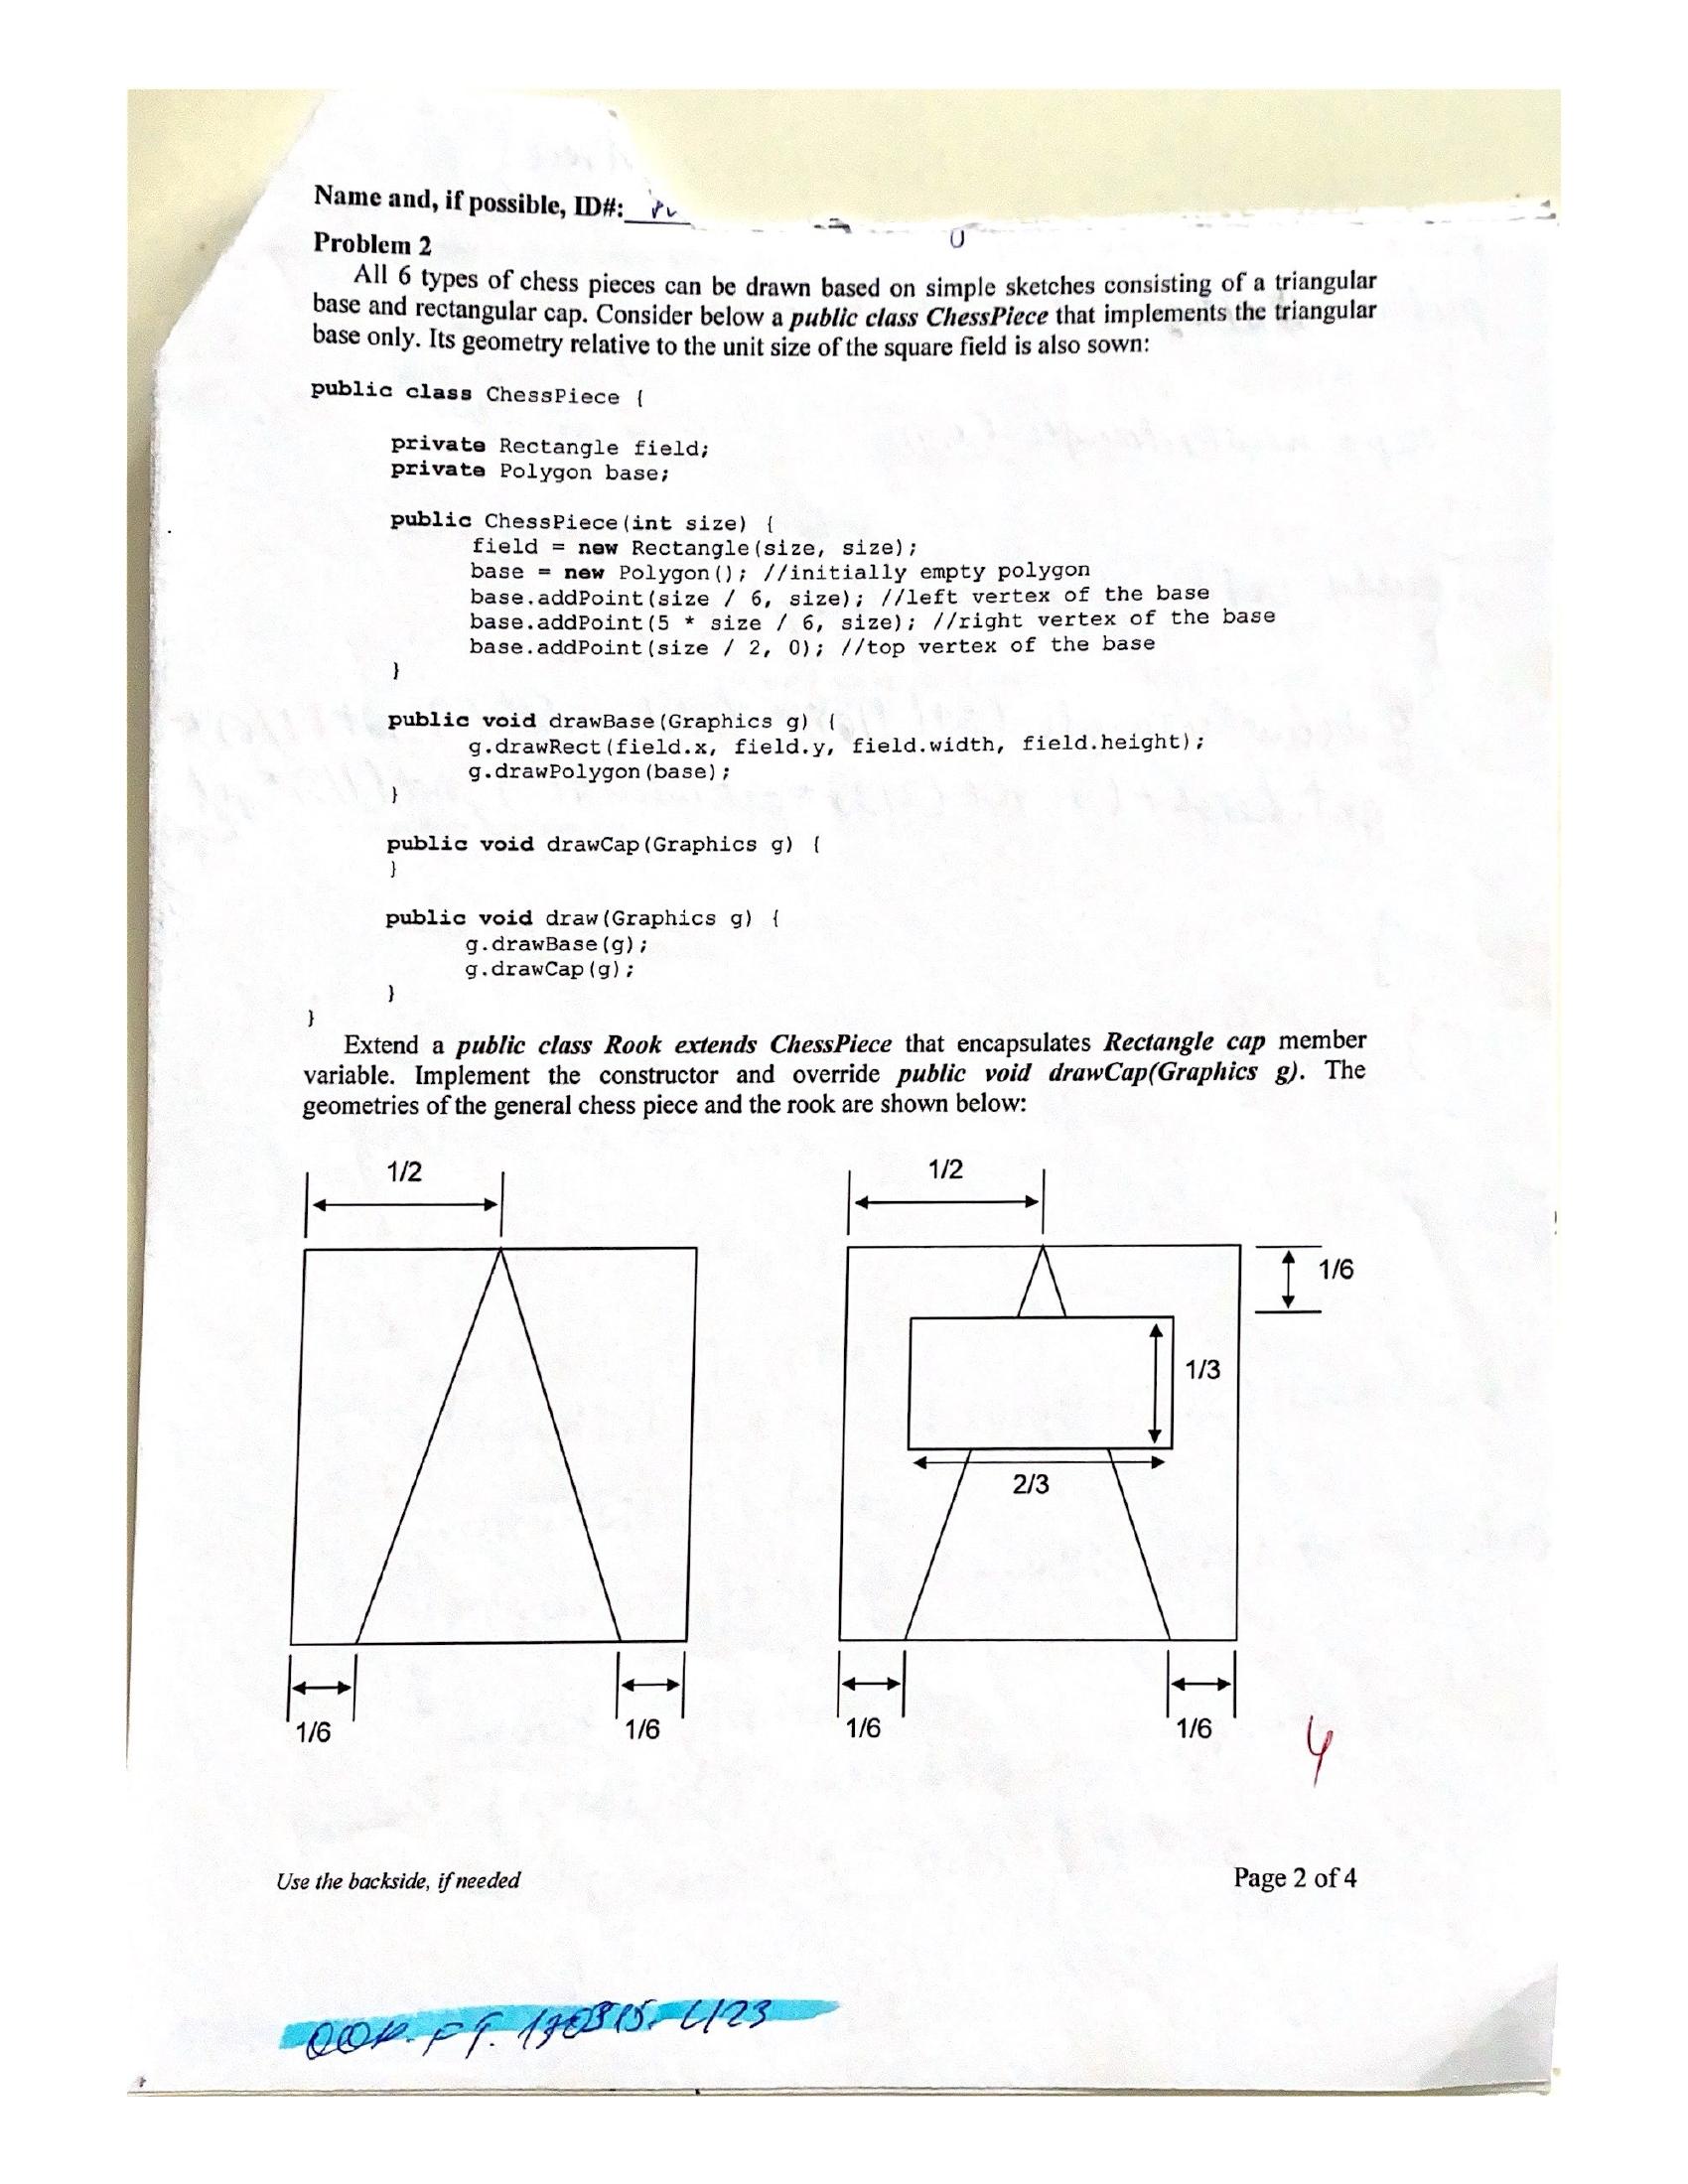 Name and, if possible, ID#:
Problem 2
All 6 types of chess pieces can be drawn based on simple sketches consisting of a triangular
base and rectangular cap. Consider below a public class ChessPiece that implements the triangular
base only. Its geometry relative to the unit size of the square field is also sown:
public class ChessPiece {
private Rectangle field;
private Polygon base;
public ChessPiece(int size) {
field = new Rectangle(size, size);
base = new Polygon(); //initially empty polygon
base.addPoint(size / 6, size); //left vertex of the base
base.addPoint(5 * size / 6, size); //right vertex of the base
base.addPoint(size / 2, 0); //top vertex of the base
}
public void drawBase(Graphics g) {
g.drawRect(field.x, field.y, field.width, field.height);
g.drawPolygon(base);
}
public void drawCap(Graphics g) {
}
public void draw(Graphics g) {
g.drawBase(g);
g.drawCap(g);
}
}
Extend a public class Rook extends ChessPiece that encapsulates Rectangle cap member
variable. Implement the constructor and override public void drawCap(Graphics g). The
geometries of the general chess piece and the rook are shown below:
1/2 1/2
1/6
1/3
2/3
1/6 1/6 1/6 1/6
4
Use the backside, if needed Page 2 of 4